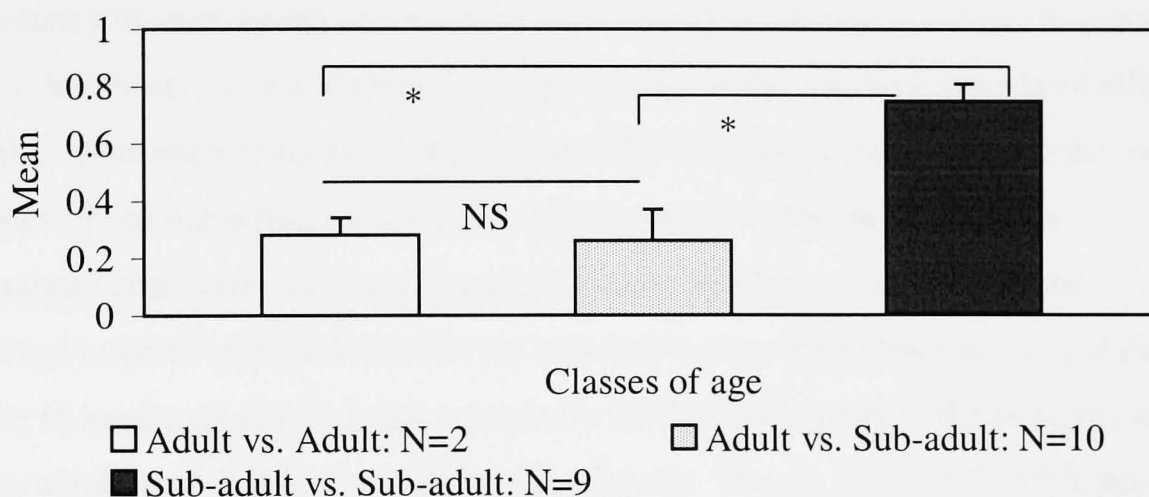 1
0.8
0.6
0.4
0.2
0
Mean
*
*
NS
Classes of age
Adult vs. Adult: N=2
Adult vs. Sub-adult: N=10
Sub-adult vs. Sub-adult: N=9